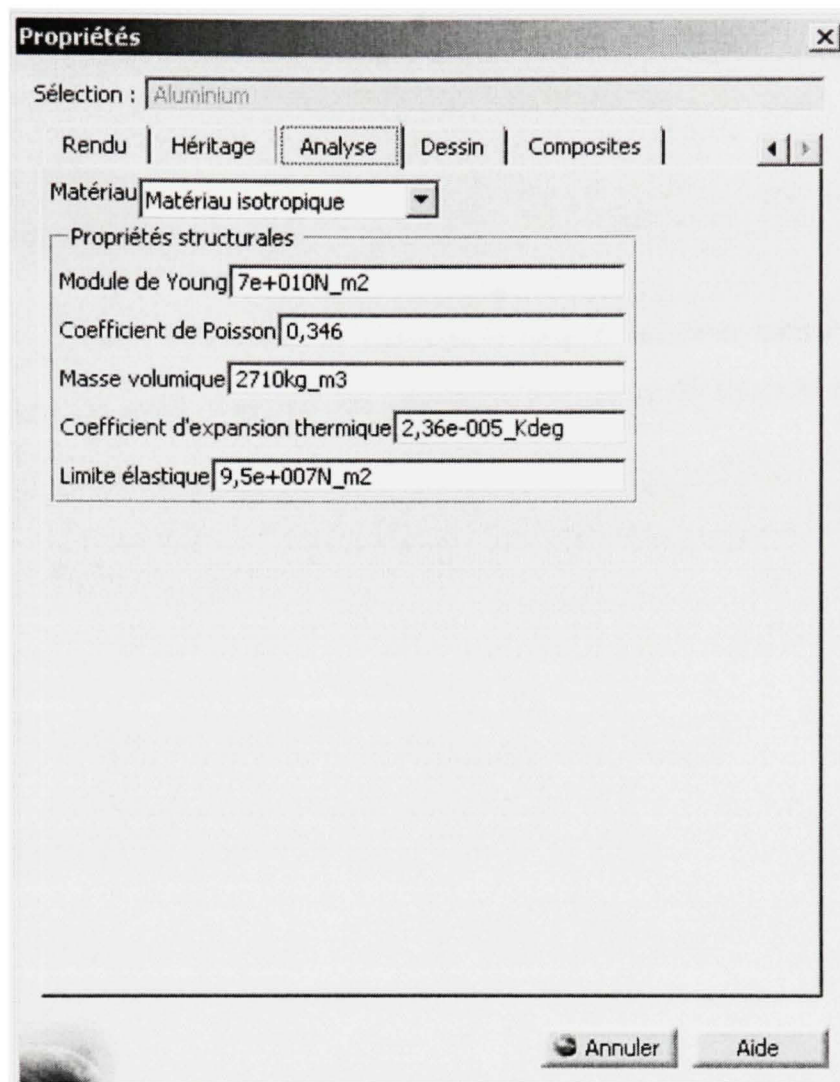 Propriétés
Sélection : Aluminium
Rendu Héritage Analyse Dessin Composites
Matériau Matériau isotropique
Propriétés structurales
Module de Young 7e+010N_m2
Coefficient de Poisson 0,346
Masse volumique 2710kg_m3
Coefficient d'expansion thermique 2,36e-005_Kdeg
Limite élastique 9,5e+007N_m2
Annuler Aide